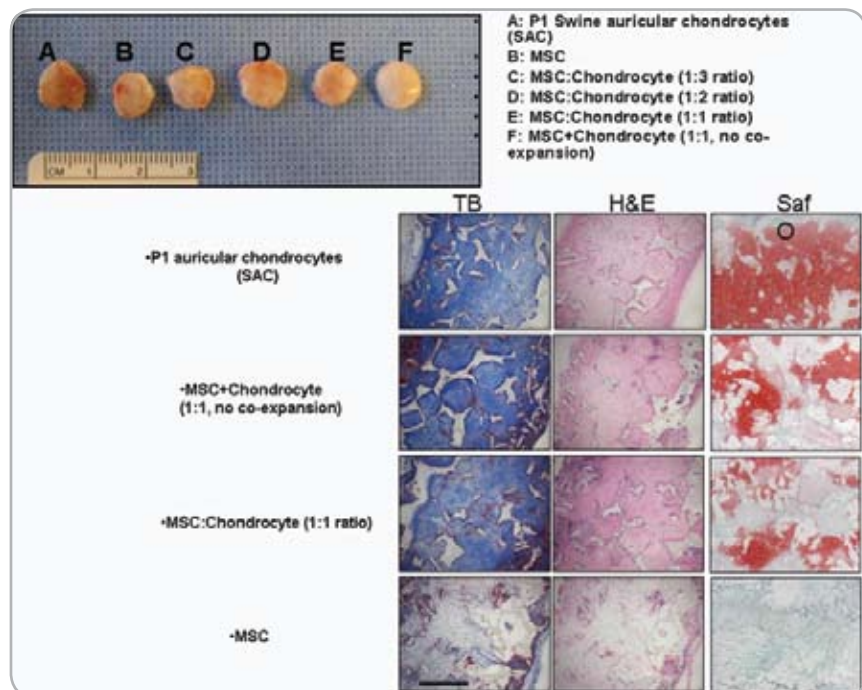 A B C D E F
CM 1 2 3
A: P1 Swine auricular chondrocytes
(SAC)
B: MSC
C: MSC:Chondrocyte (1:3 ratio)
D: MSC:Chondrocyte (1:2 ratio)
E: MSC:Chondrocyte (1:1 ratio)
F: MSC+Chondrocyte (1:1, no co-
expansion)
TB H&E Saf
O
•P1 auricular chondrocytes
(SAC)
•MSC+Chondrocyte
(1:1, no co-expansion)
•MSC:Chondrocyte (1:1 ratio)
•MSC